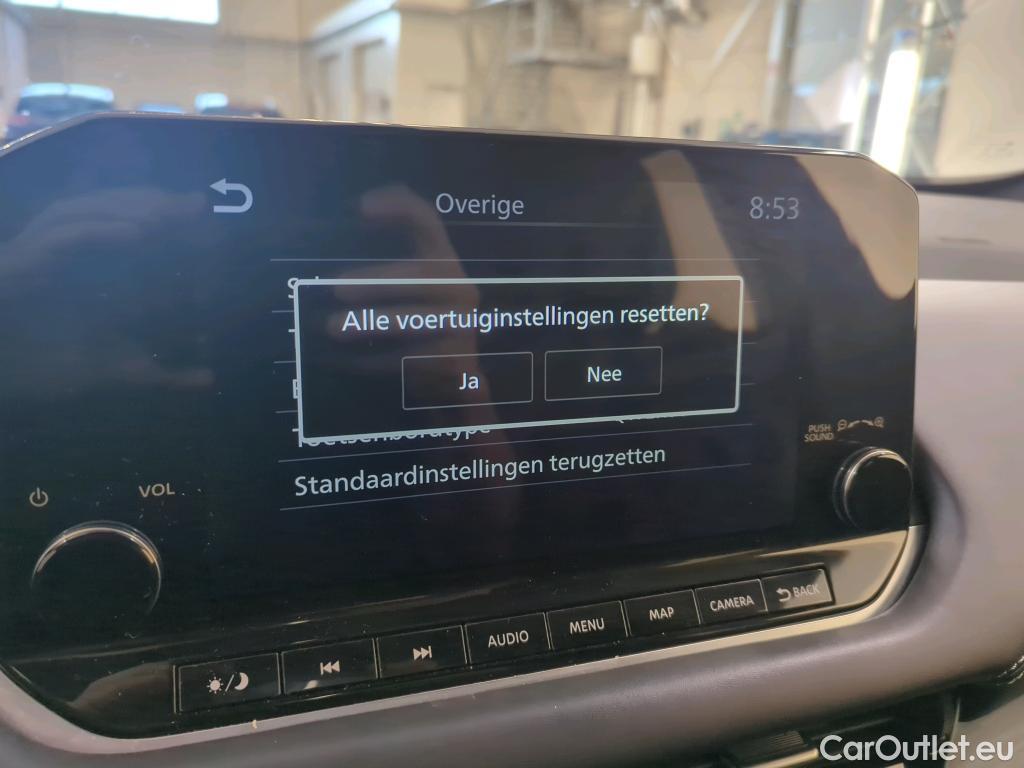 Overige
8:53
Alle voertuiginstellingen resetten?
Ja
Nee
Toetsenbordtype
Standaardinstellingen terugzetten
VOL
PUSH
SOUND
AUDIO
MENU
MAP
CAMERA
BACK
CarOutlet.eu